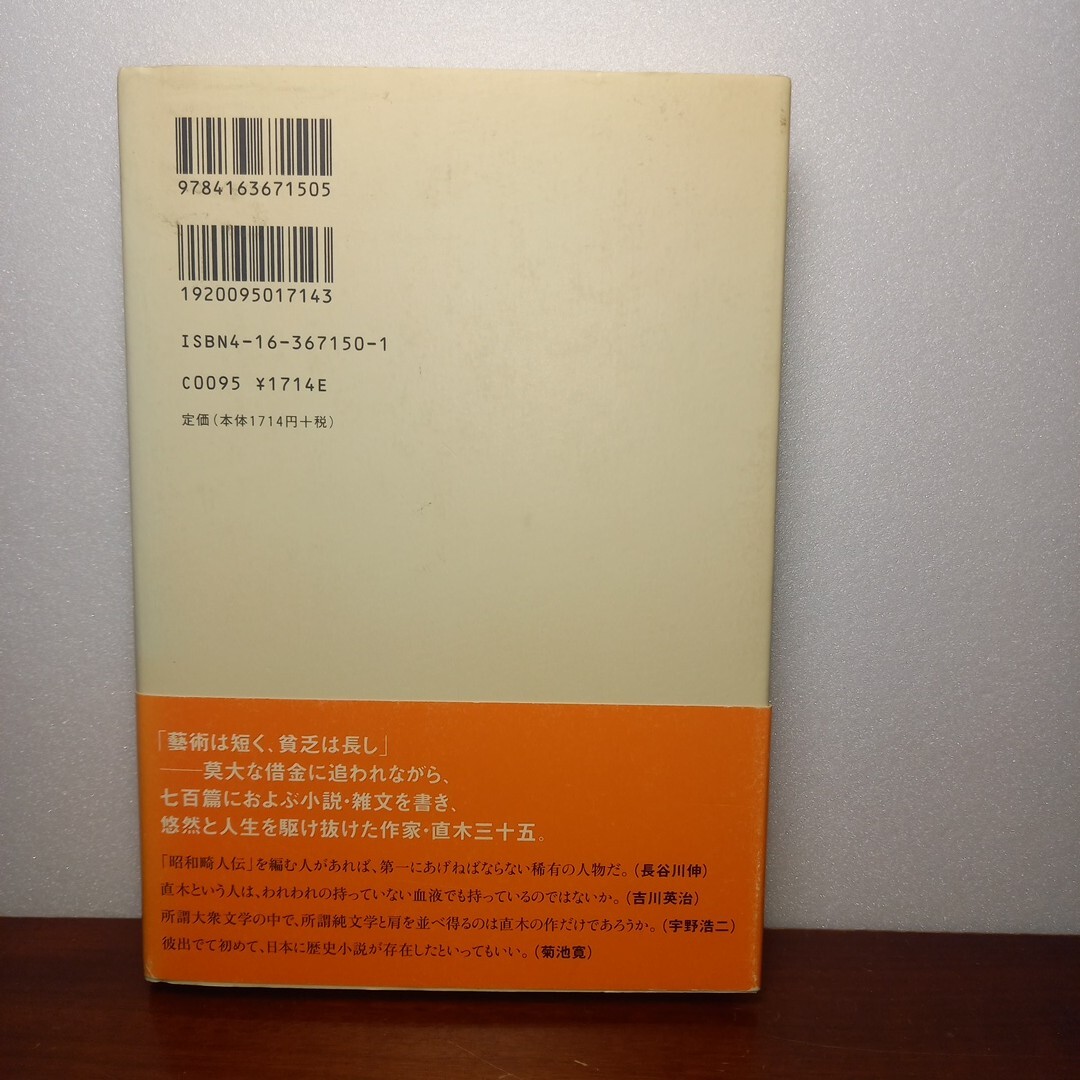 9784163671505
1920095017143
ISBN4-16-367150-1
C0095 ¥1714E
定価(本体1714円+税)
「藝術は短く、貧乏は長し」
──莫大な借金に追われながら、
七百篇におよぶ小説・雑文を書き、
悠然と人生を駆け抜けた作家・直木三十五。
「昭和畸人伝」を編む人があれば、第一にあげねばならない稀有の人物だ。(長谷川伸)
直木という人は、われわれの持っていない血液でも持っているのではないか。(吉川英治)
所謂大衆文学の中で、所謂純文学と肩を並べ得るのは直木の作だけであろうか。(宇野浩二)
彼出でて初めて、日本に歴史小説が存在したといってもいい。(菊池寛)